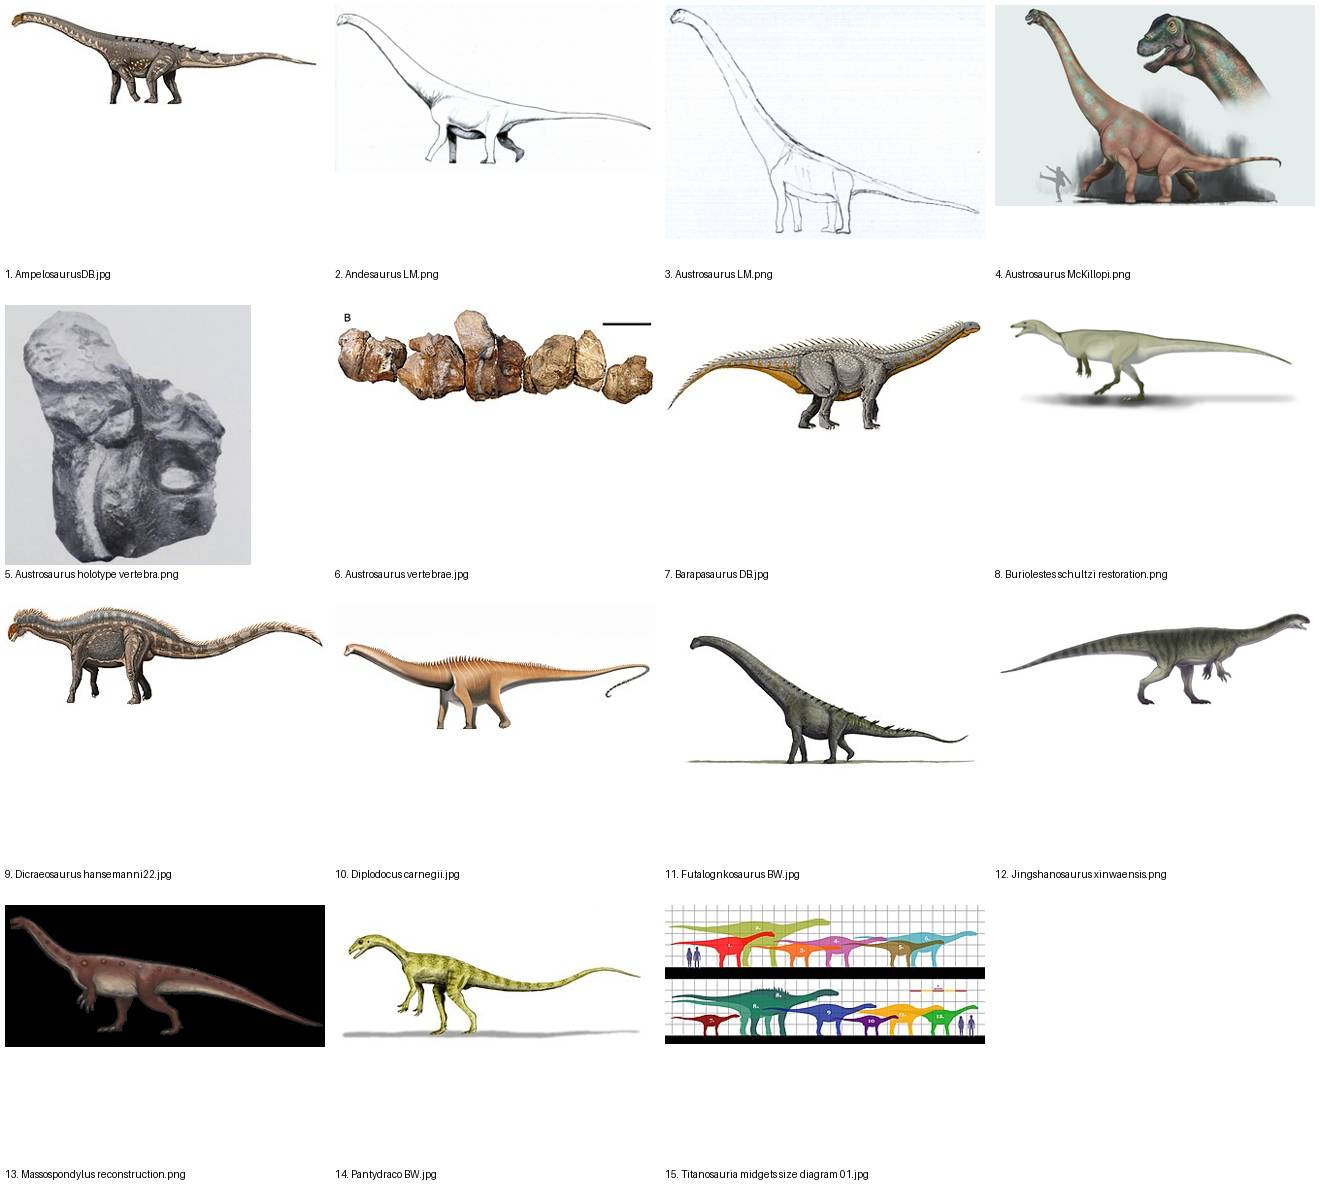 1. AmpelosaurusDB.jpg
2. Andesaurus LM.png
3. Austrosaurus LM.png
4. Austrosaurus McKillopi.png
B
5. Austrosaurus holotype vertebra.png
6. Austrosaurus vertebrae.jpg
7. Barapasaurus DB.jpg
8. Buriolestes schultzi restoration.png
9. Dicraeosaurus hansemanni22.jpg
10. Diplodocus carnegii.jpg
11. Futalognkosaurus BW.jpg
12. Jingshanosaurus xinwaensis.png
13. Massospondylus reconstruction.png
14. Pantydraco BW.jpg
15. Titanosauria midgets size diagram 01.jpg